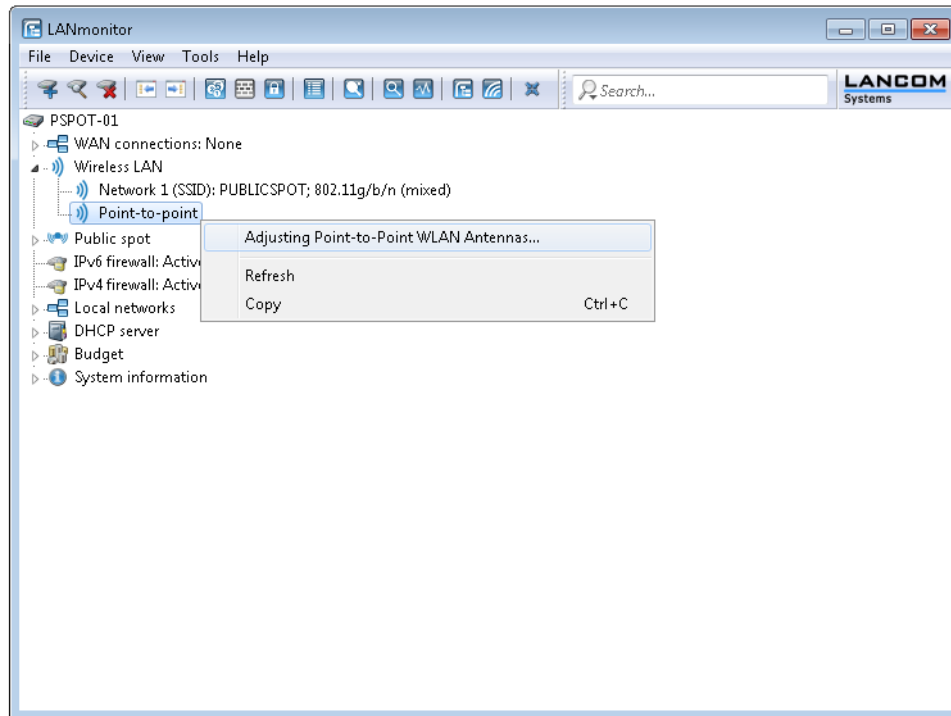 LANmonitor
File Device View Tools Help
Search...
LANCOM
Systems
PSPOT-01
WAN connections: None
Wireless LAN
Network 1 (SSID): PUBLICSPOT; 802.11g/b/n (mixed)
Point-to-point
Adjusting Point-to-Point WLAN Antennas...
Public spot
IPv6 firewall: Activ
Refresh
IPv4 firewall: Activ
Copy Ctrl+C
Local networks
DHCP server
Budget
System information